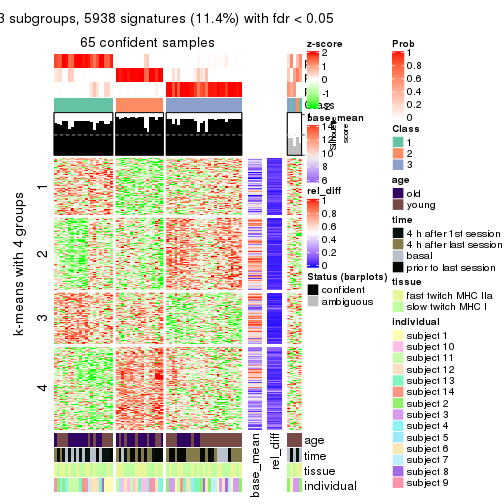 3 subgroups, 5938 signatures (11.4%) with fdr < 0.05
65 confident samples
k-means with 4 groups
1
2
3
4
Class
Silhouette
score
base_mean
rel_diff
age
time
tissue
individual
z-score
2
1
0
-1
-2
base_mean
14
12
10
8
6
rel_diff
1
0.8
0.6
0.4
0.2
0
Status (barplots)
confident
ambiguous
Prob
1
0.8
0.6
0.4
0.2
0
Class
1
2
3
age
old
young
time
4 h after 1st session
4 h after last session
basal
prior to last session
tissue
fast twitch MHC IIa
slow twitch MHC I
individual
subject 1
subject 10
subject 11
subject 12
subject 13
subject 14
subject 2
subject 3
subject 4
subject 5
subject 6
subject 7
subject 8
subject 9